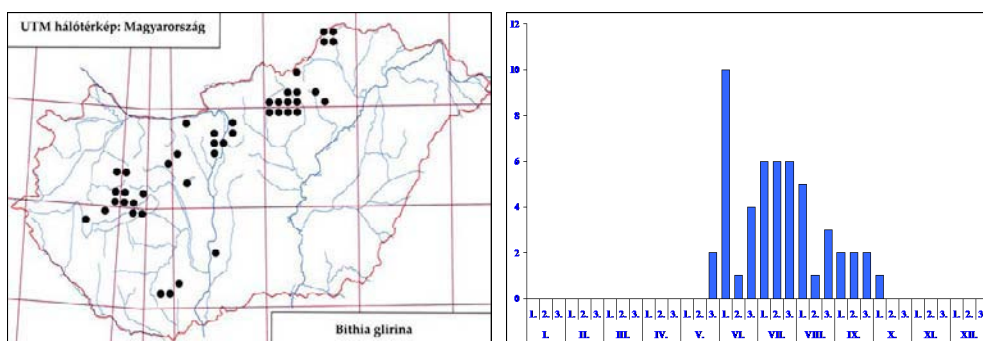 UTM hálótérkép: Magyarország
Bithia glirina
12
10
8
6
4
2
0
1. 2. 3. 1. 2. 3. 1. 2. 3. 1. 2. 3. 1. 2. 3. 1. 2. 3. 1. 2. 3. 1. 2. 3. 1. 2. 3. 1. 2. 3. 1. 2. 3. 1. 2. 3.
I. II. III. IV. V. VI. VII. VIII. IX. X. XI. XII.